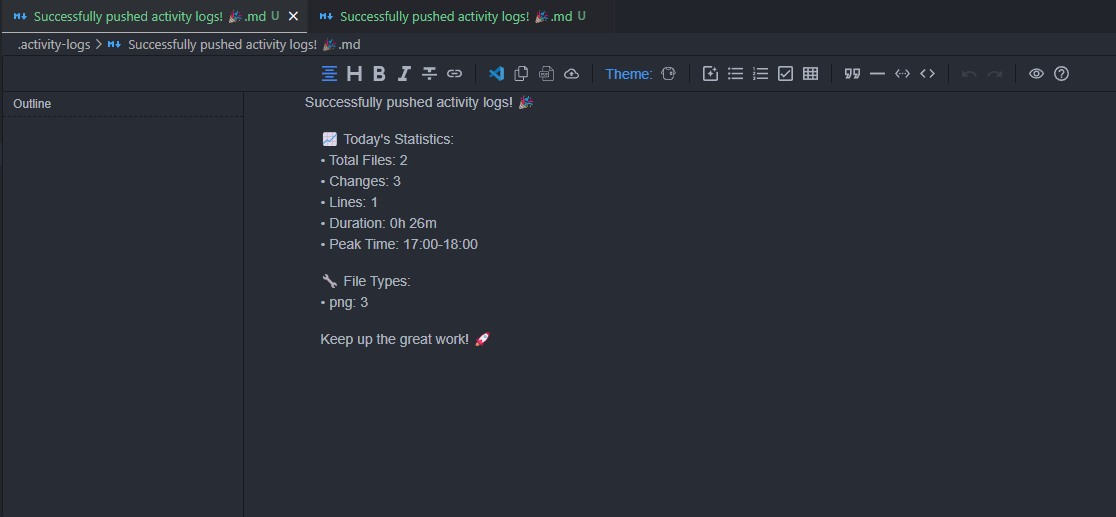 Successfully pushed activity logs! 🎉.md U
Successfully pushed activity logs! 🎉.md U
.activity-logs > Successfully pushed activity logs! 🎉.md
H B I Theme:
Outline
Successfully pushed activity logs! 🎉
📈 Today's Statistics:
• Total Files: 2
• Changes: 3
• Lines: 1
• Duration: 0h 26m
• Peak Time: 17:00-18:00
🔧 File Types:
• png: 3
Keep up the great work! 🚀